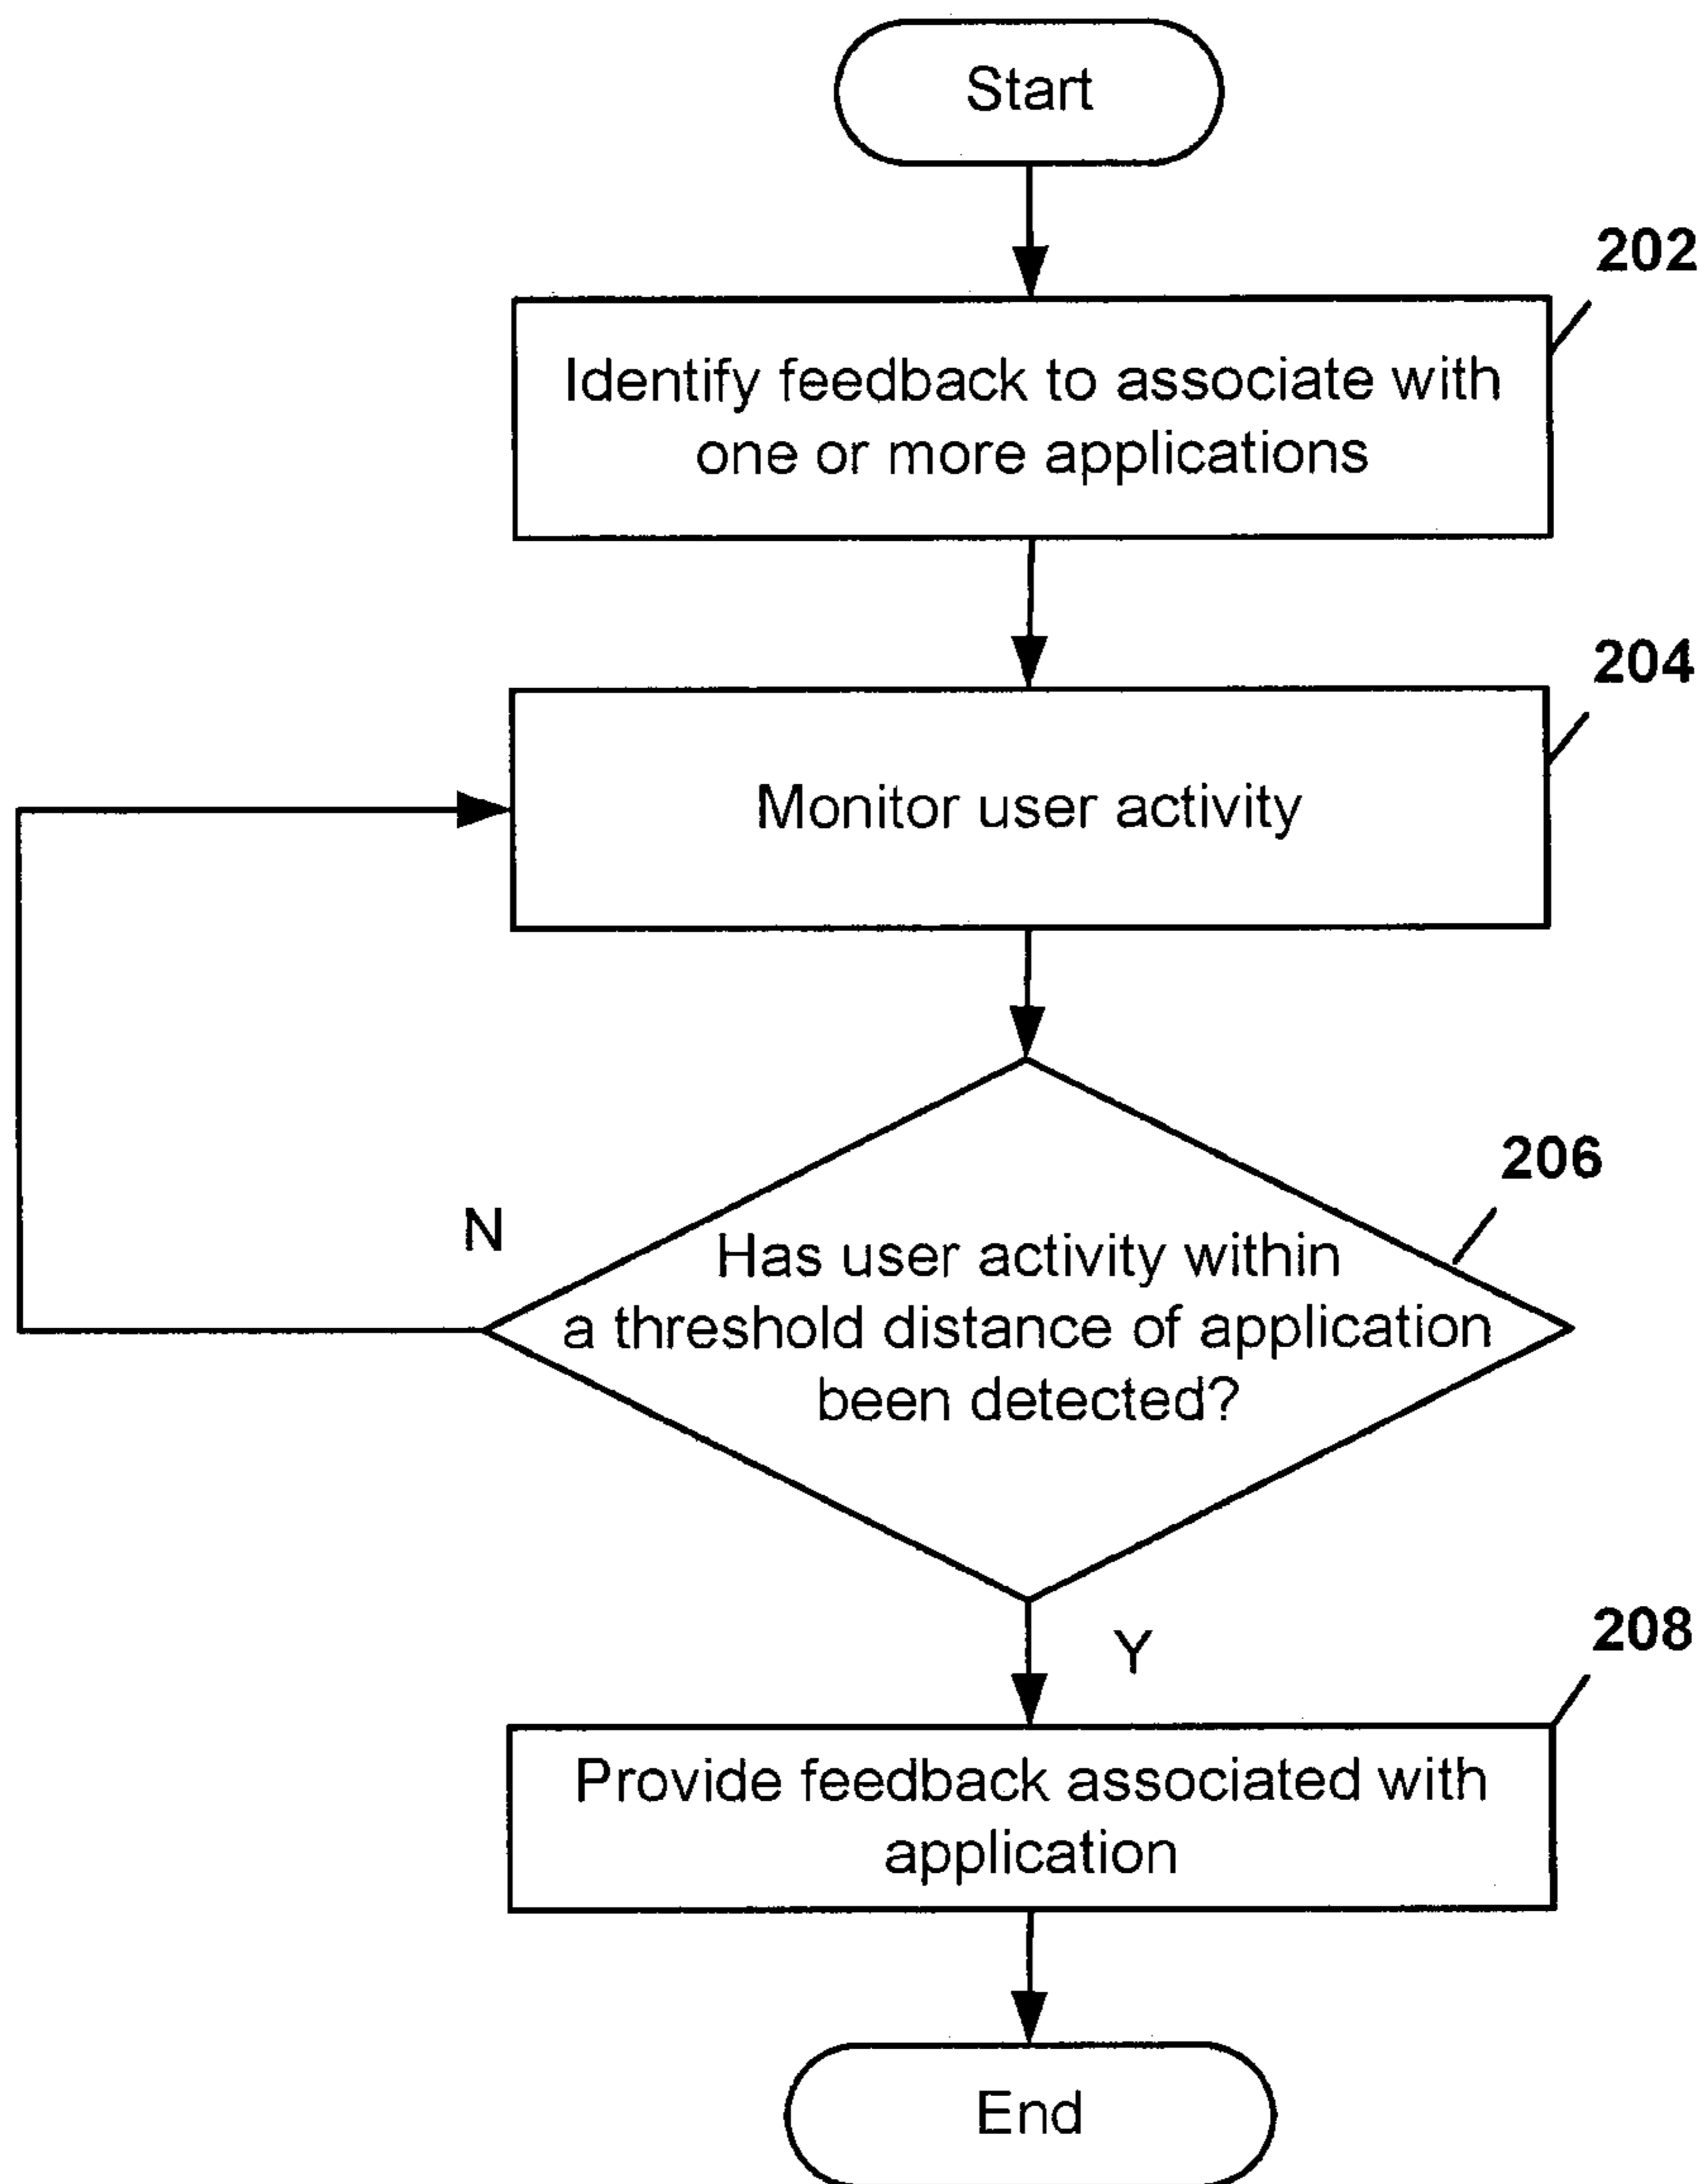 Start
202
Identify feedback to associate with
one or more applications
204
Monitor user activity
206
N
Has user activity within
a threshold distance of application
been detected?
Y
208
Provide feedback associated with
application
End